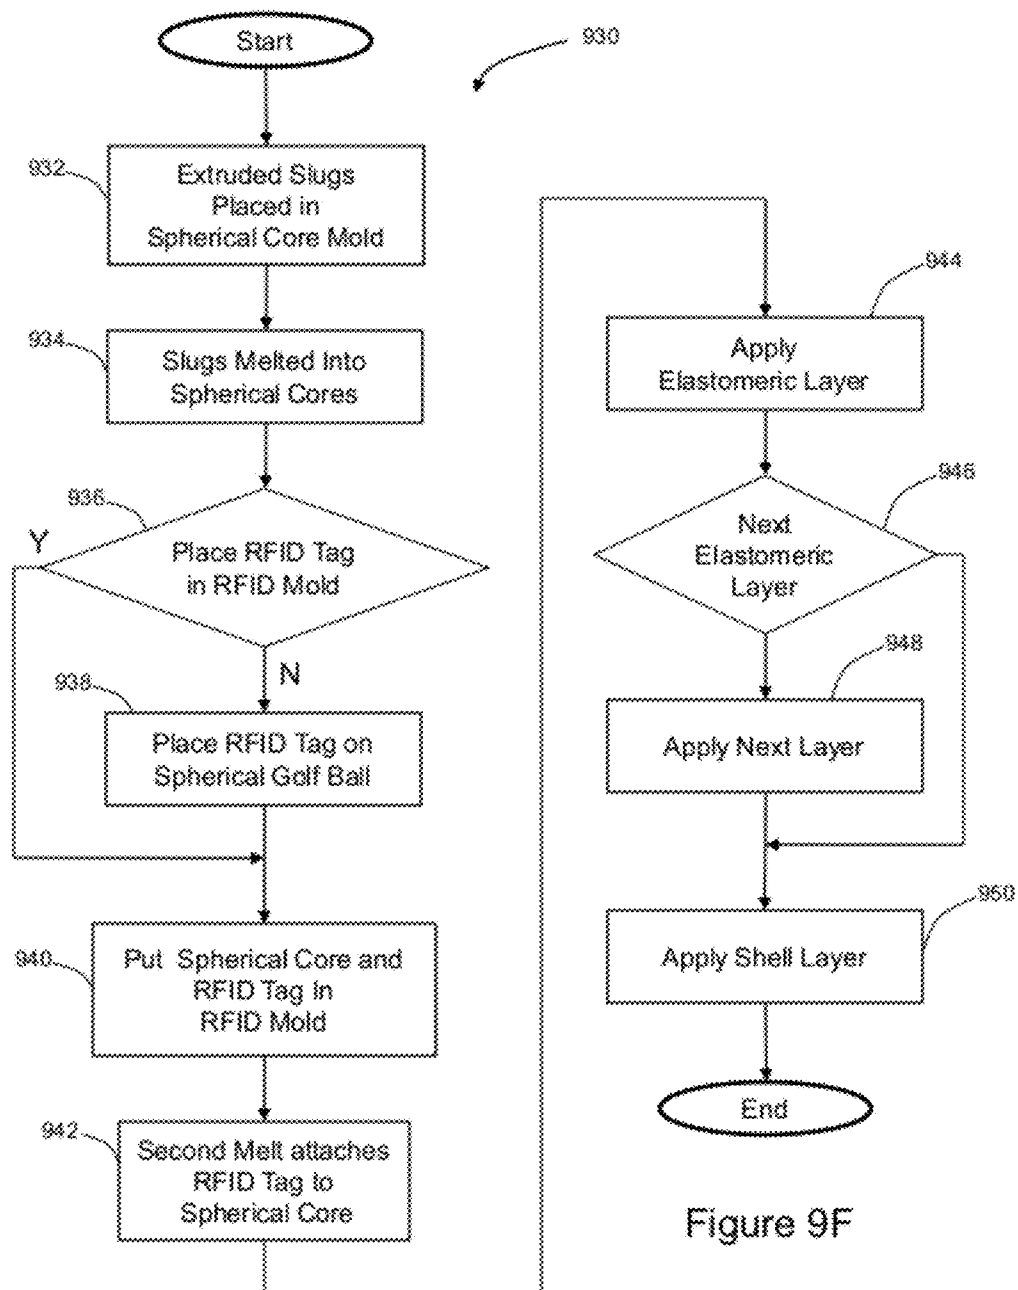 Start
930
932
Extruded Slugs
Placed in
Spherical Core Mold
934
Slugs Melted Into
Spherical Cores
936
Y
Place RFID Tag
in RFID Mold
N
938
Place RFID Tag on
Spherical Golf Ball
940
Put Spherical Core and
RFID Tag In
RFID Mold
942
Second Melt attaches
RFID Tag to
Spherical Core
944
Apply
Elastomeric Layer
946
Next
Elastomeric
Layer
948
Apply Next Layer
950
Apply Shell Layer
End
Figure 9F